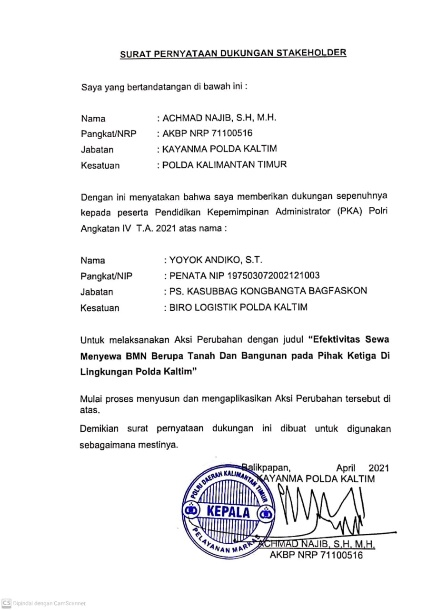 SURAT PERNYATAAN DUKUNGAN STAKEHOLDER
Saya yang bertandatangan di bawah ini :
Nama : ACHMAD NAJIB, S.H, M.H.
Pangkat/NRP : AKBP NRP 71100516
Jabatan : KAYANMA POLDA KALTIM
Kesatuan : POLDA KALIMANTAN TIMUR
Dengan ini menyatakan bahwa saya memberikan dukungan sepenuhnya
kepada peserta Pendidikan Kepemimpinan Administrator (PKA) Polri
Angkatan IV T.A. 2021 atas nama :
Nama : YOYOK ANDIKO, S.T.
Pangkat/NIP : PENATA NIP 197503072002121003
Jabatan : PS. KASUBBAG KONGBANGTA BAGFASKON
Kesatuan : BIRO LOGISTIK POLDA KALTIM
Untuk melaksanakan Aksi Perubahan dengan judul “Efektivitas Sewa
Menyewa BMN Berupa Tanah Dan Bangunan pada Pihak Ketiga Di
Lingkungan Polda Kaltim”
Mulai proses menyusun dan mengaplikasikan Aksi Perubahan tersebut di
atas.
Demikian surat pernyataan dukungan ini dibuat untuk digunakan
sebagaimana mestinya.
Balikpapan, April 2021
KAYANMA POLDA KALTIM
POLRI DAERAH KALIMANTAN TIMUR
KEPALA
PELAYANAN MARKAS
ACHMAD NAJIB, S.H, M.H.
AKBP NRP 71100516
CS Dipindai dengan CamScanner